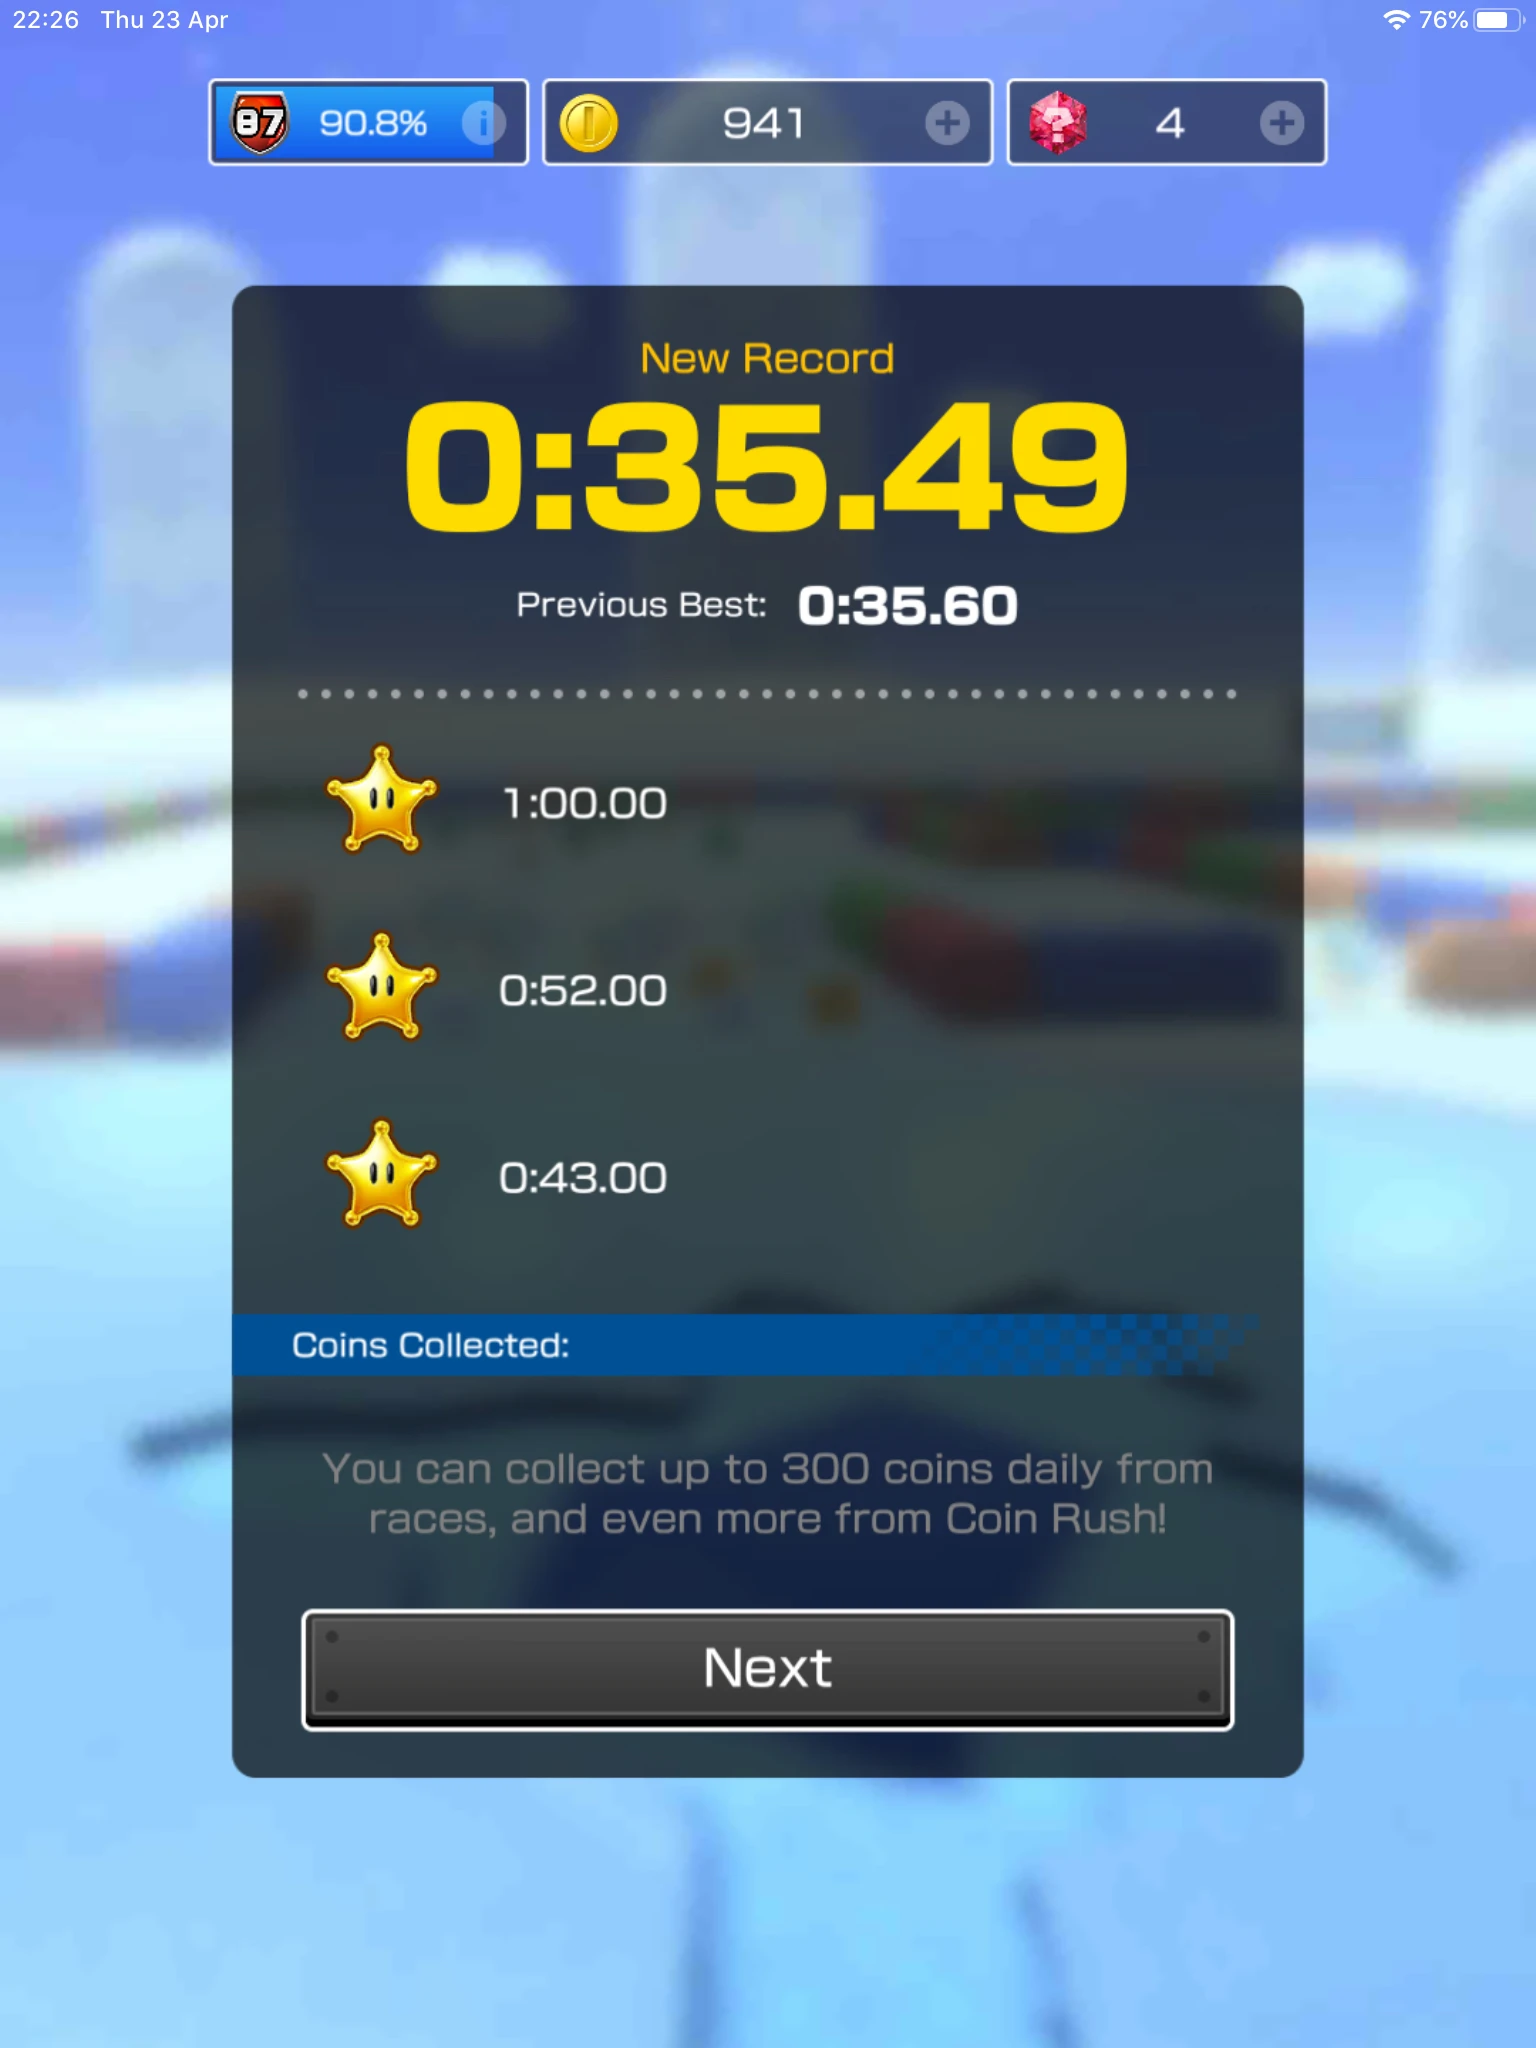 22:26 Thu 23 Apr 76%
87 90.8% i 941 + ? 4 +
New Record
0:35.49
Previous Best: 0:35.60
1:00.00
0:52.00
0:43.00
Coins Collected:
You can collect up to 300 coins daily from
races, and even more from Coin Rush!
Next